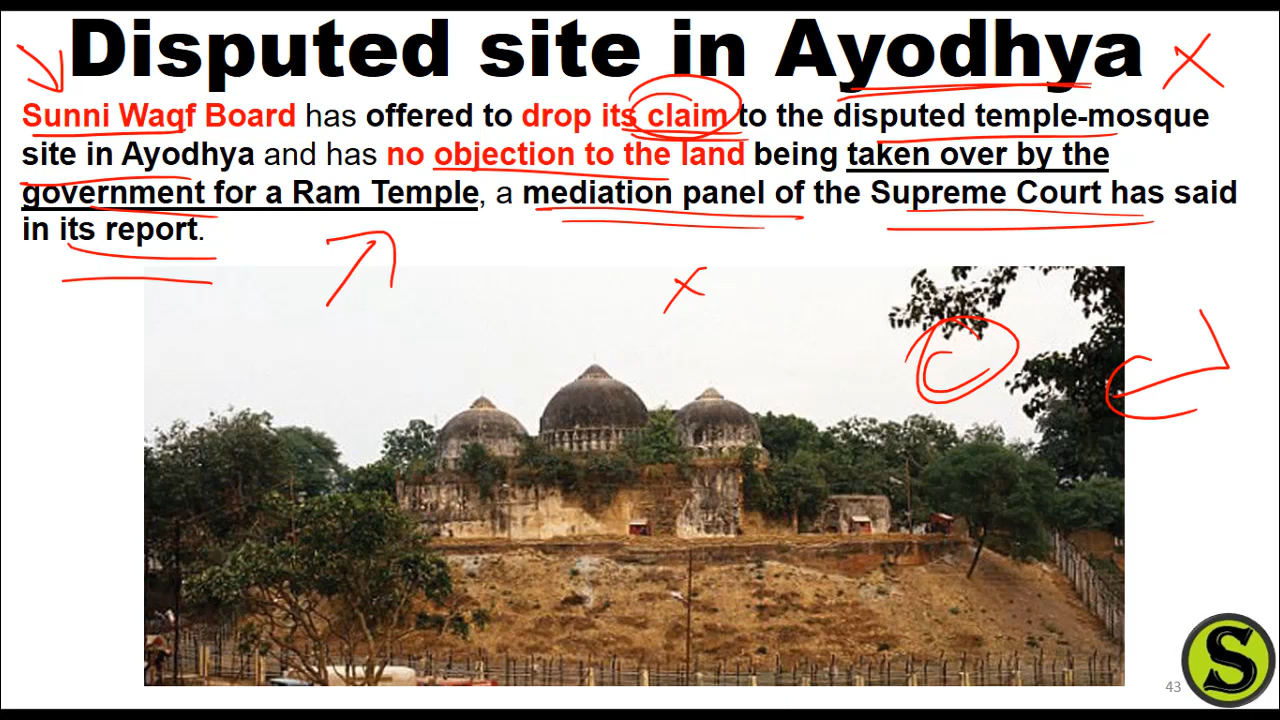 Disputed site in Ayodhya
Sunni Waqf Board has offered to drop its claim to the disputed temple-mosque
site in Ayodhya and has no objection to the land being taken over by the
government for a Ram Temple, a mediation panel of the Supreme Court has said
in its report.
43
S